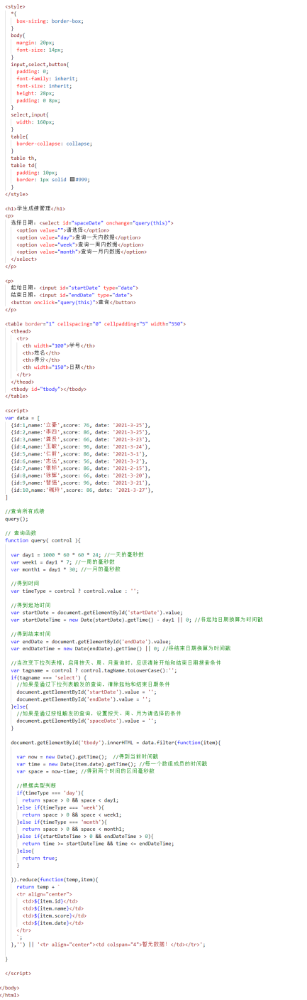 <style>
*{
box-sizing: border-box;
}
body{
margin: 20px;
font-size: 14px;
}
input,select,button{
padding: 0;
font-family: inherit;
font-size: inherit;
height: 28px;
padding: 0 8px;
}
select,input{
width: 160px;
}
table{
border-collapse: collapse;
}
table th,
table td{
padding: 10px;
border: 1px solid #999;
}
</style>
<h1>学生成绩管理</h1>
<p>
选择日期：<select id="spaceDate" onchange="query(this)">
<option value="">请选择</option>
<option value="day">查询一天内数据</option>
<option value="week">查询一周内数据</option>
<option value="month">查询一月内数据</option>
</select>
</p>
<p>
起始日期：<input id="startDate" type="date">
结束日期：<input id="endDate" type="date">
<button onclick="query(this)">查询</button>
</p>
<table border="1" cellspacing="0" cellpadding="5" width="550">
<thead>
<tr>
<th width="100">学号</th>
<th>姓名</th>
<th>得分</th>
<th width="150">日期</th>
</tr>
</thead>
<tbody id="tbody"></tbody>
</table>
<script>
var data = [
{id:1,name:'立豪',score: 76, date: '2021-3-25'},
{id:2,name:'李四',score: 86, date: '2021-3-25'},
{id:3,name:'龚员',score: 66, date: '2021-3-23'},
{id:4,name:'王敏',score: 96, date: '2021-3-24'},
{id:5,name:'仁前',score: 86, date: '2021-3-1'},
{id:6,name:'志远',score: 56, date: '2021-3-2'},
{id:7,name:'银标',score: 86, date: '2021-2-15'},
{id:8,name:'徐辉',score: 66, date: '2021-3-20'},
{id:9,name:'智强',score: 96, date: '2021-3-21'},
{id:10,name:'瑞玲',score: 86, date: '2021-3-27'},
]
//查询所有成绩
query();
// 查询函数
function query( control ){
var day1 = 1000 * 60 * 60 * 24; //一天的毫秒数
var week1 = day1 * 7; //一周的毫秒数
var month1 = day1 * 30; //一月的毫秒数
//得到时间
var timeType = control ? control.value : '';
//得到起始时间
var startDate = document.getElementById('startDate').value;
var startDateTime = new Date(startDate).getTime() - day1 || 0; //将起始日期换算为时间戳
//得到结束时间
var endDate = document.getElementById('endDate').value;
var endDateTime = new Date(endDate).getTime() || 0; //将结束日期换算为时间戳
//当改变下拉列表框，启用按天、周、月查询时，应该清除开始和结束日期搜索条件
var tagname = control ? control.tagName.toLowerCase():'';
if(tagname === 'select') {
//如果是通过下拉列表触发的查询，清除起始和结束日期条件
document.getElementById('startDate').value = '';
document.getElementById('endDate').value = '';
}else{
//如果是通过按钮触发的查询，设置按天、周、月为请选择的条件
document.getElementById('spaceDate').value = '';
}
document.getElementById('tbody').innerHTML = data.filter(function(item){
var now = new Date().getTime(); //得到当前时间戳
var time = new Date(item.date).getTime(); //每一个数组成员的时间戳
var space = now-time; //得到两个时间的区间毫秒数
//根据类型判断
if(timeType === 'day'){
return space > 0 && space < day1;
}else if(timeType === 'week'){
return space > 0 && space < week1;
}else if(timeType === 'month'){
return space > 0 && space < month1;
}else if(startDateTime > 0 && endDateTime > 0){
return time >= startDateTime && time <= endDateTime;
}else{
return true;
}
}).reduce(function(temp,item){
return temp + `
<tr align="center">
<td>${item.id}</td>
<td>${item.name}</td>
<td>${item.score}</td>
<td>${item.date}</td>
</tr>
`;
},'') || '<tr align="center"><td colspan="4">暂无数据！</td></tr>';
}
</script>
</body>
</html>